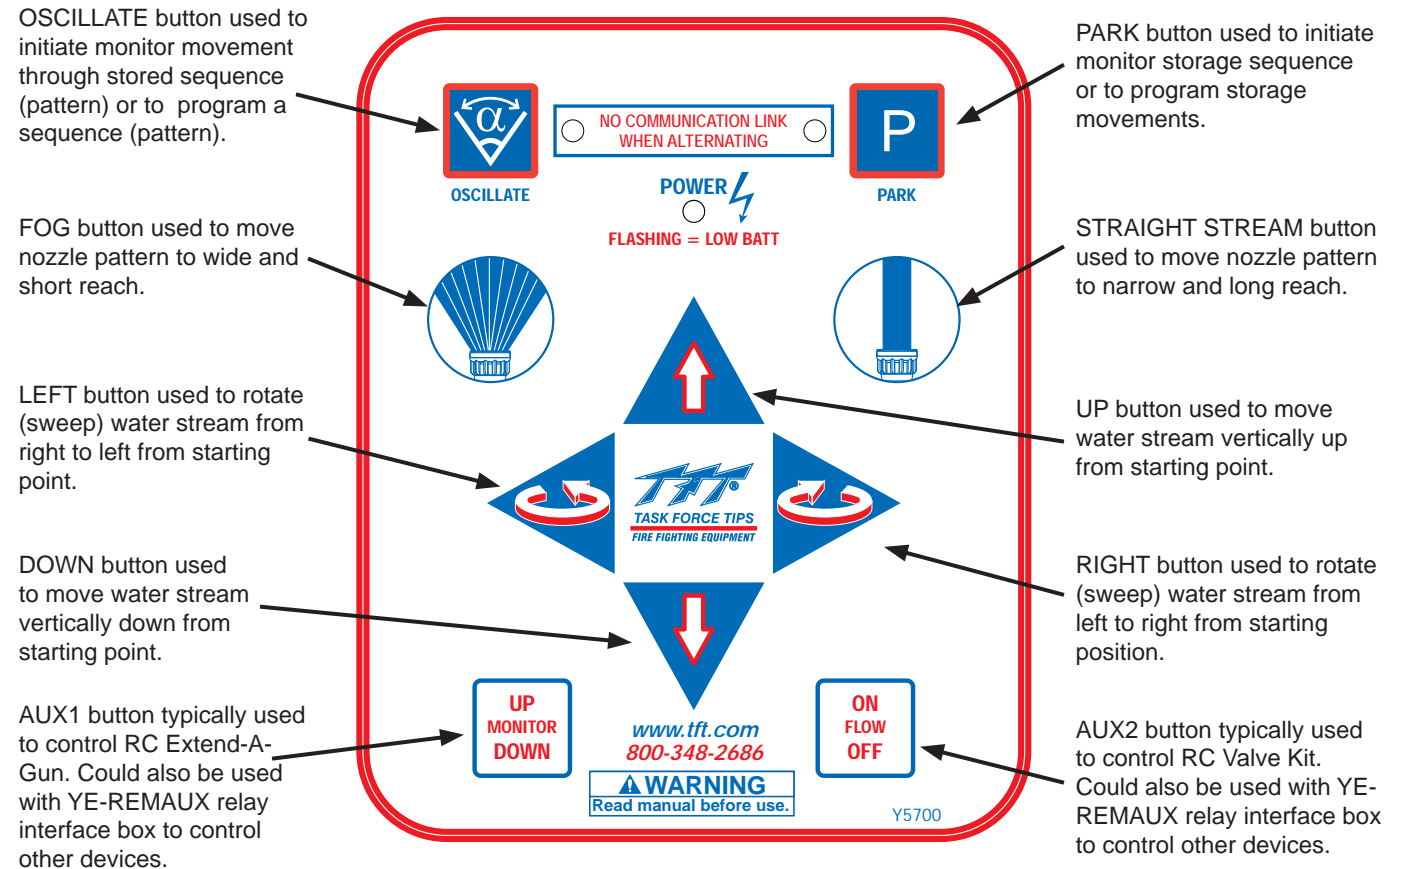 OSCILLATE button used to
initiate monitor movement
through stored sequence
(pattern) or to program a
sequence (pattern).
FOG button used to move
nozzle pattern to wide and
short reach.
LEFT button used to rotate
(sweep) water stream from
right to left from starting
point.
DOWN button used
to move water stream
vertically down from
starting point.
AUX1 button typically used
to control RC Extend-A-
Gun. Could also be used
with YE-REMAUX relay
interface box to control
other devices.
α
OSCILLATE
NO COMMUNICATION LINK
WHEN ALTERNATING
P
PARK
POWER
FLASHING = LOW BATT
TFT®
TASK FORCE TIPS
FIRE FIGHTING EQUIPMENT
UP
MONITOR
DOWN
www.tft.com
800-348-2686
WARNING
Read manual before use.
ON
FLOW
OFF
Y5700
PARK button used to initiate
monitor storage sequence
or to program storage
movements.
STRAIGHT STREAM button
used to move nozzle pattern
to narrow and long reach.
UP button used to move
water stream vertically up
from starting point.
RIGHT button used to rotate
(sweep) water stream from
left to right from starting
position.
AUX2 button typically used
to control RC Valve Kit.
Could also be used with YE-
REMAUX relay interface box
to control other devices.